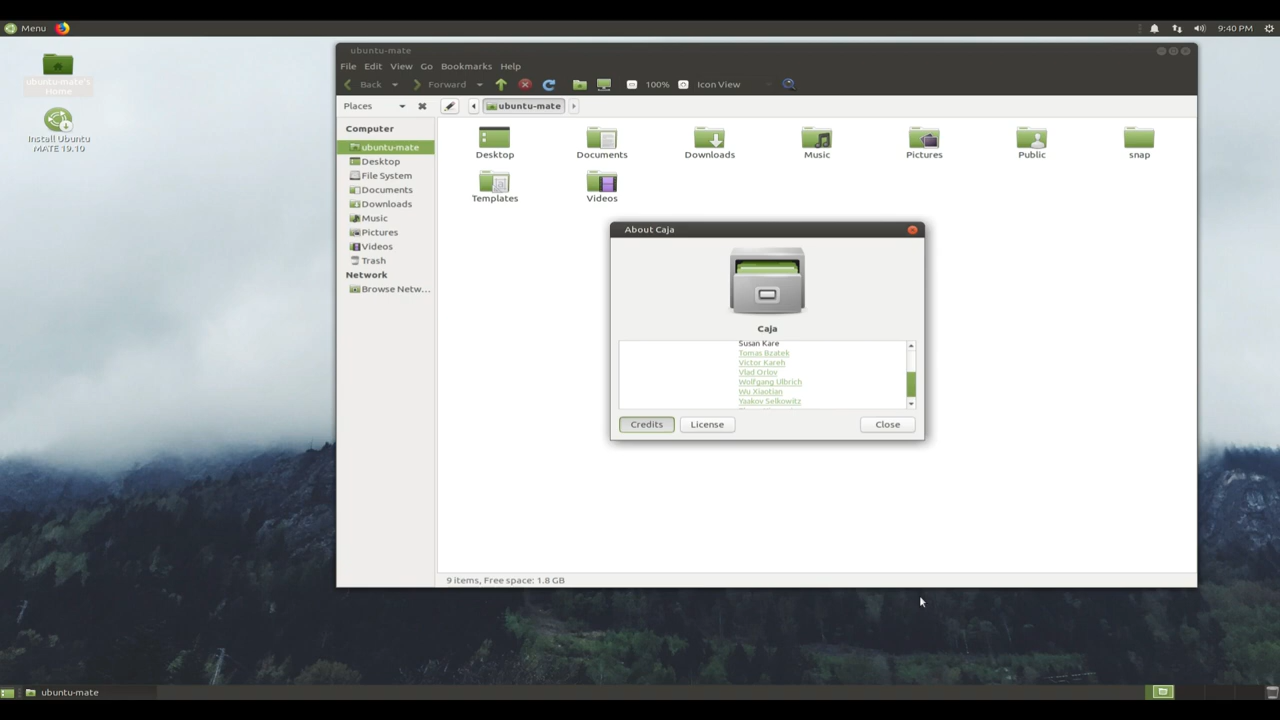 Menu
9:40 PM
ubuntu-mate's
Home
Install Ubuntu
MATE 19.10
ubuntu-mate
File Edit View Go Bookmarks Help
Back Forward 100% Icon View
Places ubuntu-mate
Computer
ubuntu-mate
Desktop
File System
Documents
Downloads
Music
Pictures
Videos
Trash
Network
Browse Netw...
Desktop Documents Downloads Music Pictures Public snap
Templates Videos
About Caja
Caja
Susan Kare
Tomas Bzatek
Victor Kareh
Vlad Orlov
Wolfgang Ulbrich
Wu Xiaotian
Yaakov Selkowitz
Credits License Close
9 items, Free space: 1.8 GB
ubuntu-mate